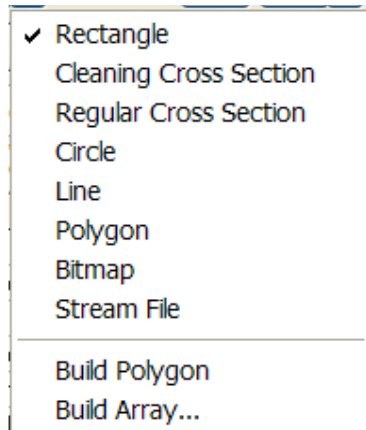 Rectangle
Cleaning Cross Section
Regular Cross Section
Circle
Line
Polygon
Bitmap
Stream File
Build Polygon
Build Array...